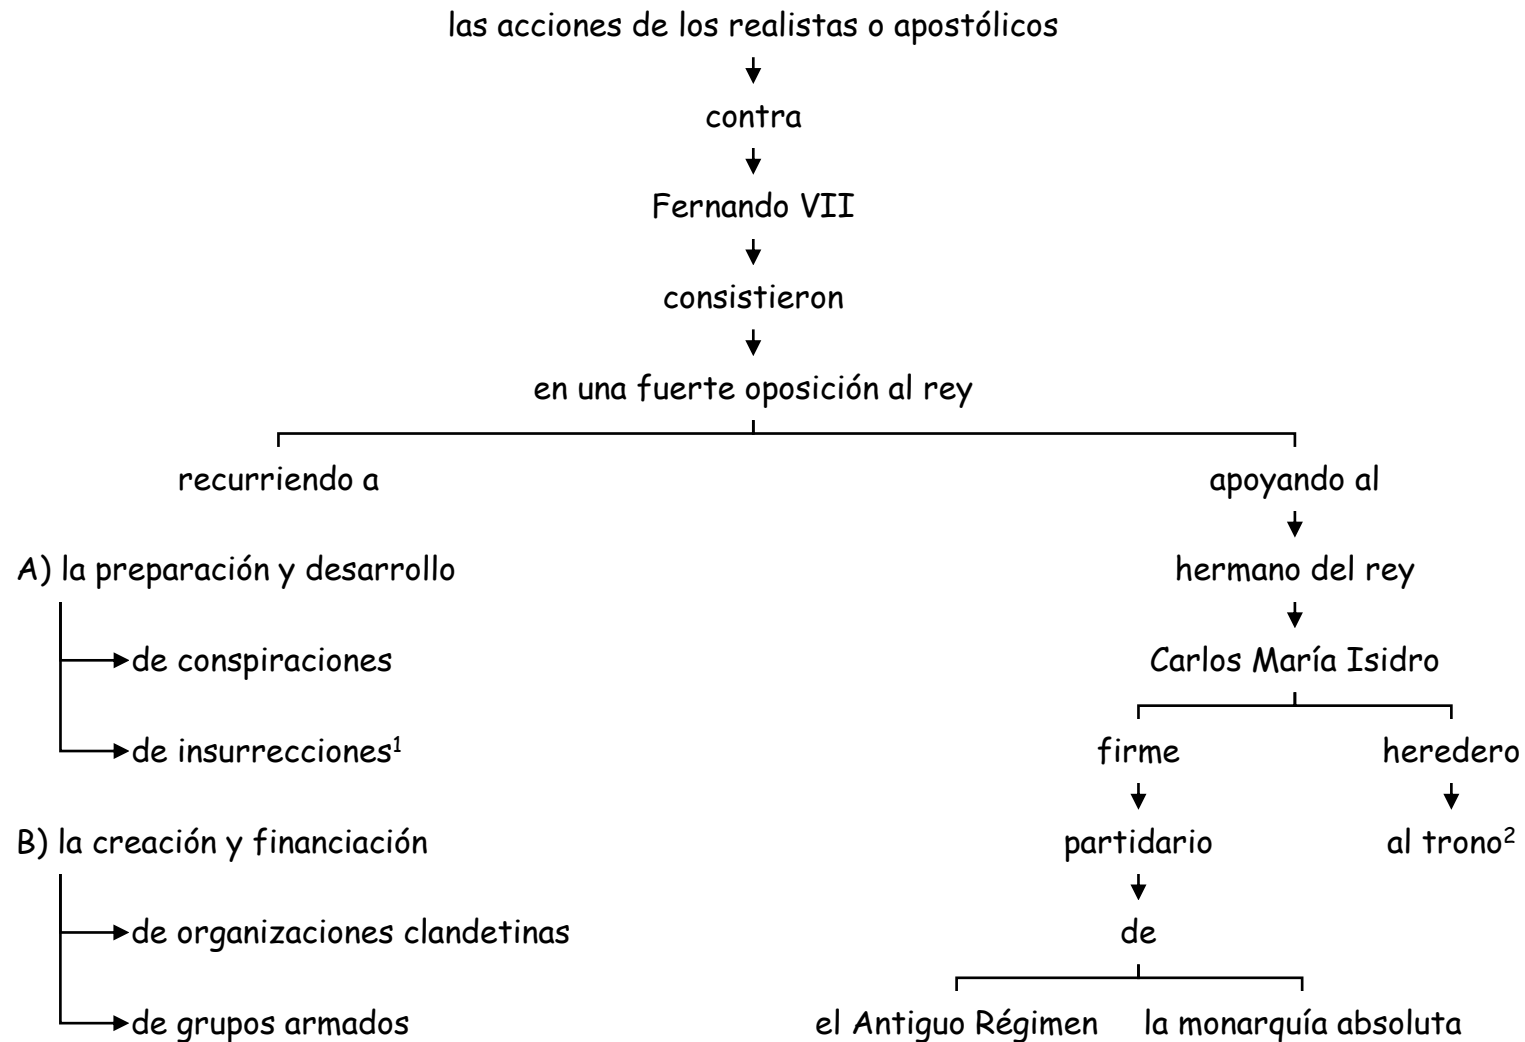 las acciones de los realistas o apostólicos
contra
Fernando VII
consistieron
en una fuerte oposición al rey
recurriendo a
A) la preparación y desarrollo
de conspiraciones
de insurrecciones¹
B) la creación y financiación
de organizaciones clandetinas
de grupos armados
apoyando al
hermano del rey
Carlos María Isidro
firme
partidario
de
el Antiguo Régimen
la monarquía absoluta
heredero
al trono²